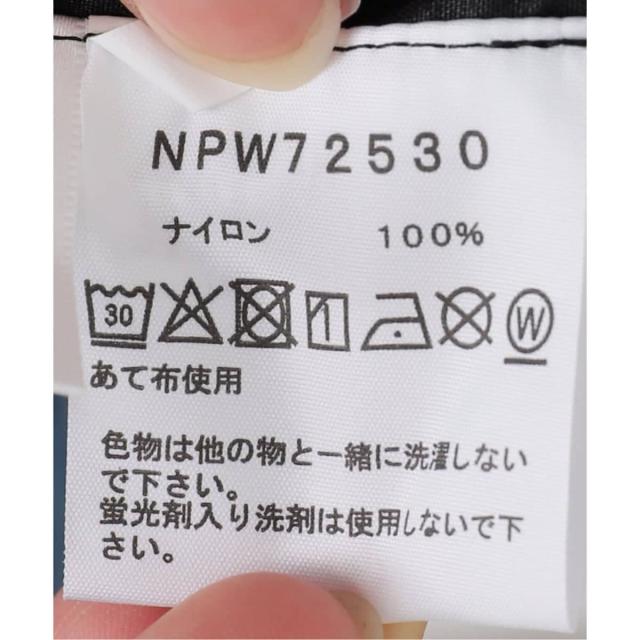 NPW72530
ナイロン 100%
30 W
あて布使用
色物は他の物と一緒に洗濯しない
で下さい。
蛍光剤入り洗剤は使用しないで下
さい。